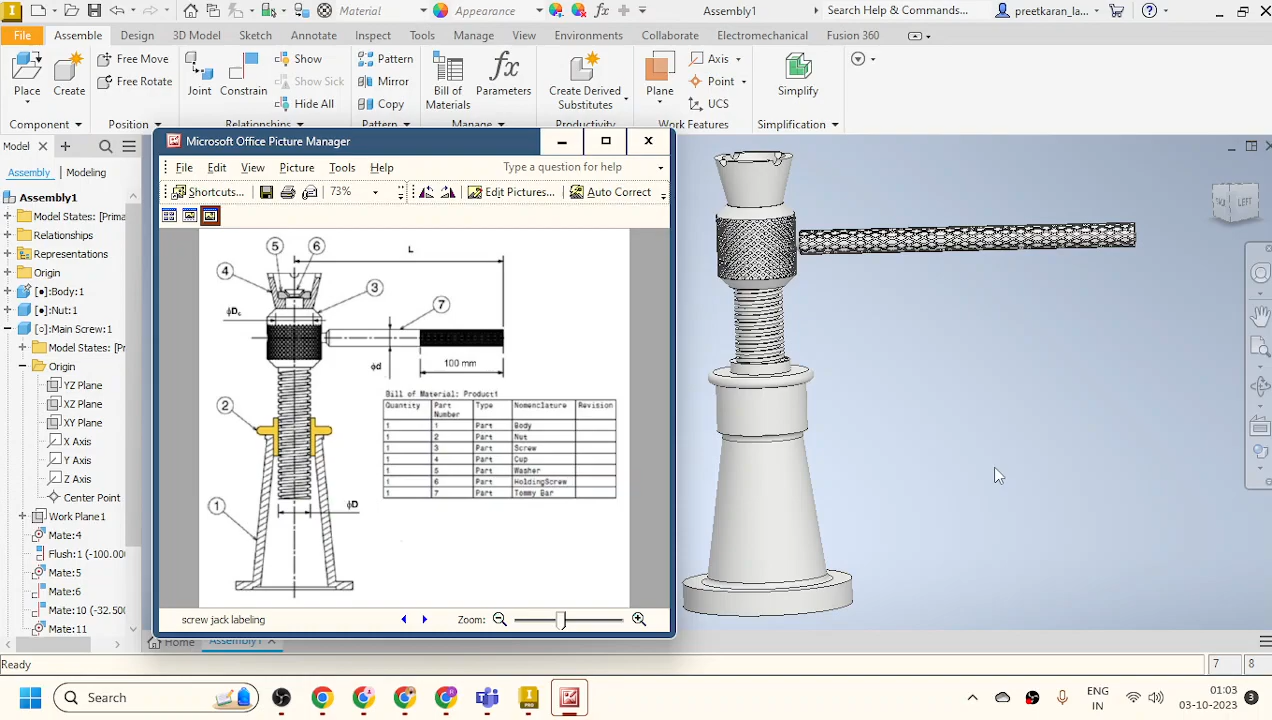 Material
Appearance
Assembly1
Search Help & Commands...
preetkaran_la...
File
Assemble
Design
3D Model
Sketch
Annotate
Inspect
Tools
Manage
View
Environments
Collaborate
Electromechanical
Fusion 360
Place
Create
Free Move
Free Rotate
Joint
Constrain
Show
Show Sick
Hide All
Pattern
Mirror
Copy
Bill of
Materials
fx
Parameters
Create Derived
Substitutes
Plane
Axis
Point
UCS
Simplify
Component
Position
Relationships
Pattern
Manage
Productivity
Work Features
Simplification
Model
Assembly
Modeling
Assembly1
Model States: [Prima
Relationships
Representations
Origin
[●]:Body:1
[●]:Nut:1
[○]:Main Screw:1
Model States: [Pr
Origin
YZ Plane
XZ Plane
XY Plane
X Axis
Y Axis
Z Axis
Center Point
Work Plane1
Mate:4
Flush:1 (-100.000
Mate:5
Mate:6
Mate:10 (-32.500
Mate:11
Microsoft Office Picture Manager
File
Edit
View
Picture
Tools
Help
Type a question for help
Shortcuts...
73%
Edit Pictures...
Auto Correct
5
6
L
4
3
7
ϕDc
ϕd
100 mm
2
1
ϕD
Bill of Material: Product1
Quantity Part Number Type Nomenclature Revision
1 1 Part Body
1 2 Part Nut
1 3 Part Screw
1 4 Part Cup
1 5 Part Washer
1 6 Part HoldingScrew
1 7 Part Tommy Bar
screw jack labeling
Zoom:
LEFT
Home
Assembly1
Ready
7
8
Search
ENG
IN
01:03
03-10-2023
3